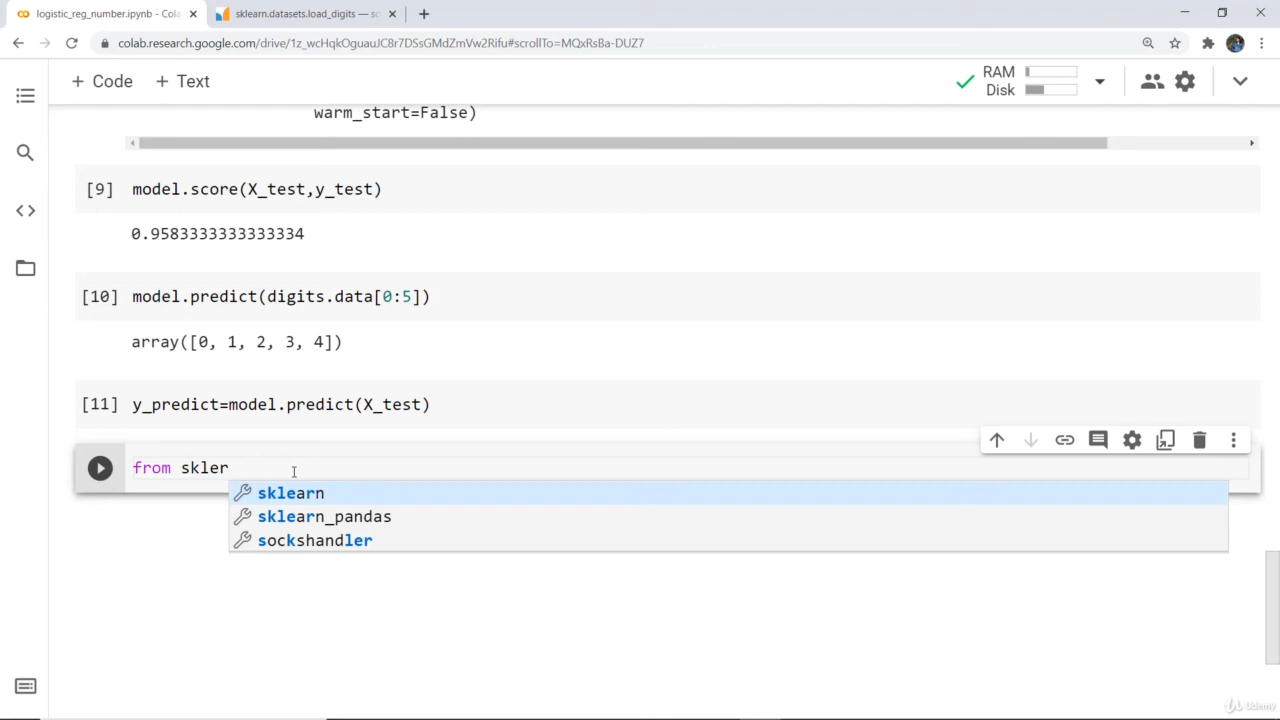 logistic_reg_number.ipynb - Cola
sklearn.datasets.load_digits — sc
colab.research.google.com/drive/1z_wcHqkOguauJC8r7DSsGMdZmVw2Rifu#scrollTo=MQxRsBa-DUZ7
+ Code + Text
RAM
Disk
warm_start=False)
[9] model.score(X_test,y_test)
0.9583333333333334
[10] model.predict(digits.data[0:5])
array([0, 1, 2, 3, 4])
[11] y_predict=model.predict(X_test)
from skler
sklearn
sklearn_pandas
sockshandler
Udemy